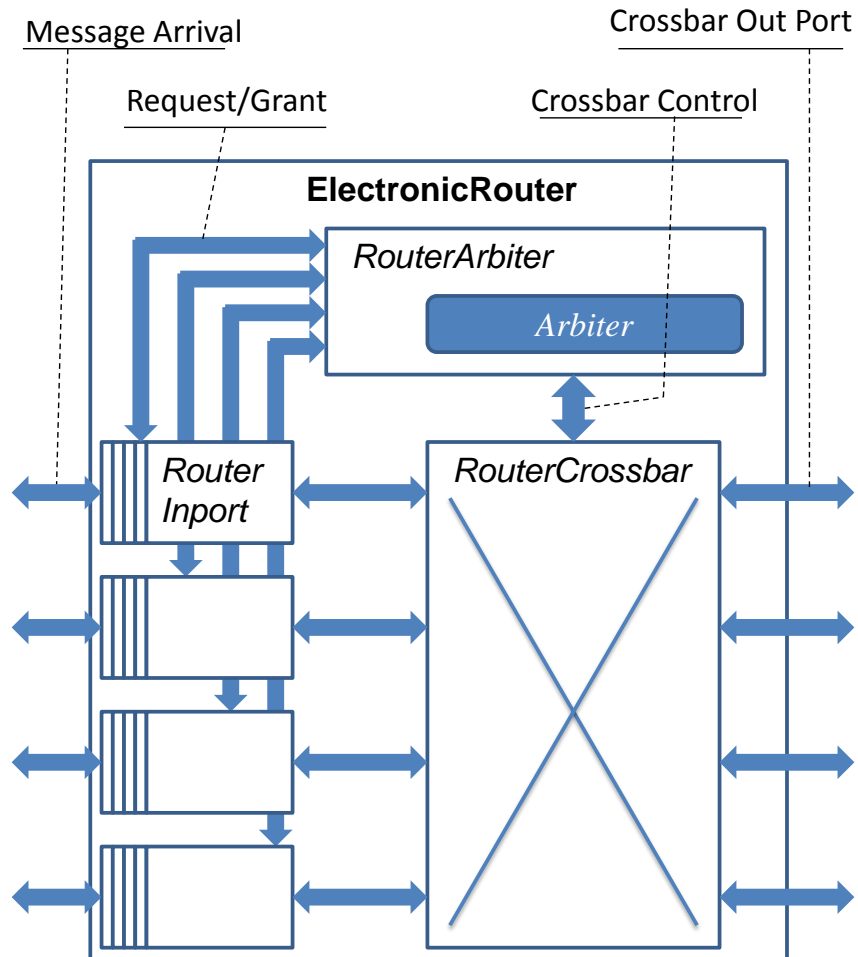 Message Arrival
Crossbar Out Port
Request/Grant
Crossbar Control
ElectronicRouter
RouterArbiter
Arbiter
Router
Inport
RouterCrossbar